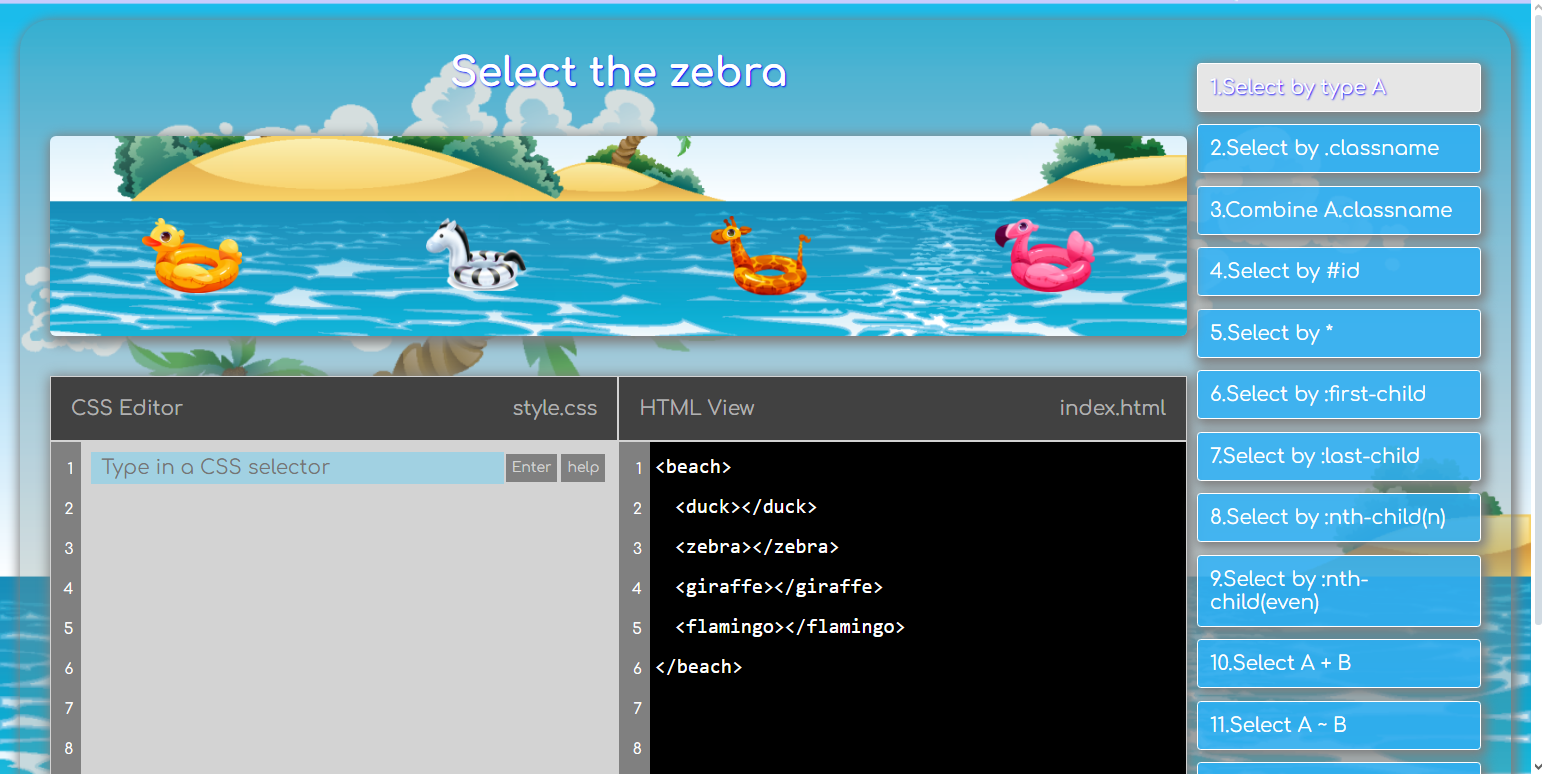 Select the zebra
1.Select by type A
2.Select by .classname
3.Combine A.classname
4.Select by #id
5.Select by *
6.Select by :first-child
7.Select by :last-child
8.Select by :nth-child(n)
9.Select by :nth-
child(even)
10.Select A + B
11.Select A ~ B
CSS Editor style.css
1 Type in a CSS selector Enter help
2
3
4
5
6
7
8
HTML View index.html
1 <beach>
2 <duck></duck>
3 <zebra></zebra>
4 <giraffe></giraffe>
5 <flamingo></flamingo>
6 </beach>
7
8